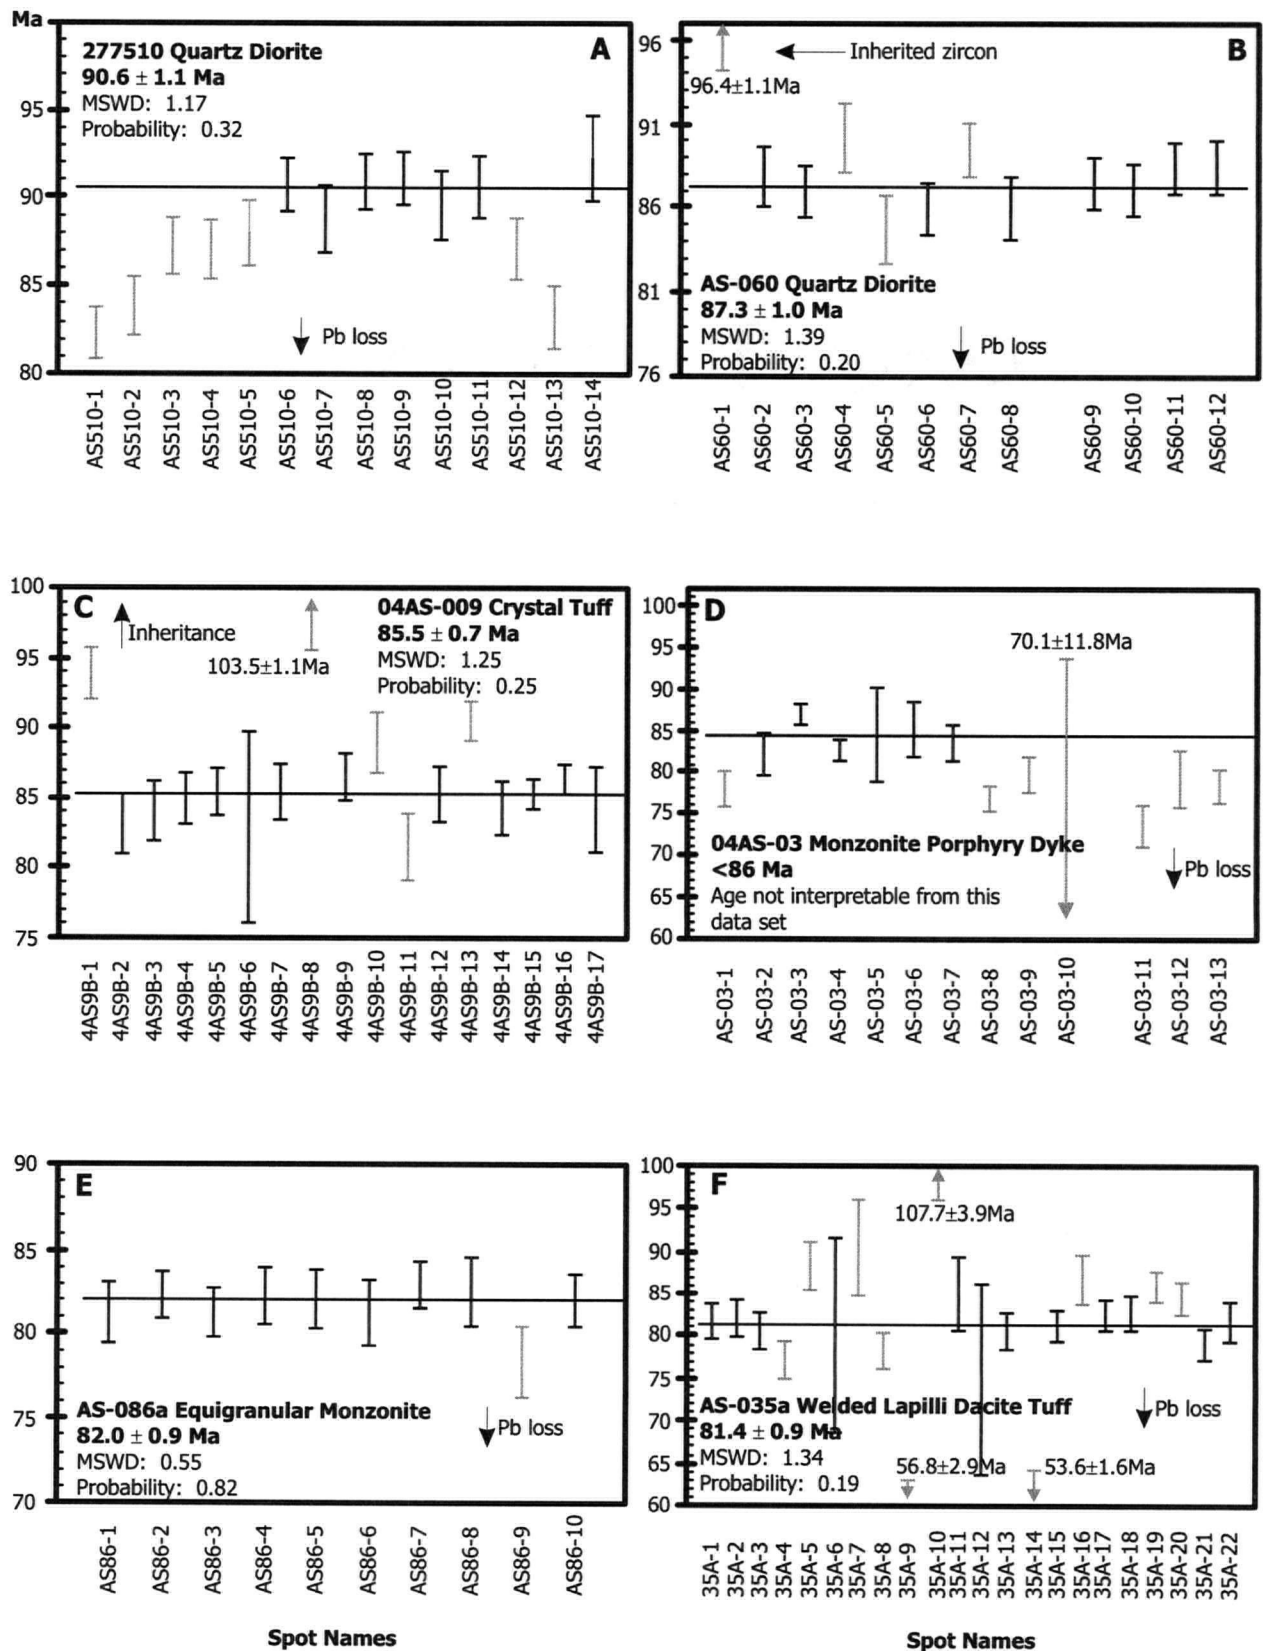 Ma
277510 Quartz Diorite
90.6 ± 1.1 Ma
MSWD: 1.17
Probability: 0.32
A
95
90
85
80
Pb loss
AS510-1
AS510-2
AS510-3
AS510-4
AS510-5
AS510-6
AS510-7
AS510-8
AS510-9
AS510-10
AS510-11
AS510-12
AS510-13
AS510-14
96
91
86
81
76
Inherited zircon
B
96.4±1.1Ma
AS-060 Quartz Diorite
87.3 ± 1.0 Ma
MSWD: 1.39
Probability: 0.20
Pb loss
AS60-1
AS60-2
AS60-3
AS60-4
AS60-5
AS60-6
AS60-7
AS60-8
AS60-9
AS60-10
AS60-11
AS60-12
100
95
90
85
80
75
C
Inheritance
103.5±1.1Ma
04AS-009 Crystal Tuff
85.5 ± 0.7 Ma
MSWD: 1.25
Probability: 0.25
4AS9B-1
4AS9B-2
4AS9B-3
4AS9B-4
4AS9B-5
4AS9B-6
4AS9B-7
4AS9B-8
4AS9B-9
4AS9B-10
4AS9B-11
4AS9B-12
4AS9B-13
4AS9B-14
4AS9B-15
4AS9B-16
4AS9B-17
100
95
90
85
80
75
70
65
60
D
70.1±11.8Ma
04AS-03 Monzonite Porphyry Dyke
<86 Ma
Age not interpretable from this
data set
Pb loss
AS-03-1
AS-03-2
AS-03-3
AS-03-4
AS-03-5
AS-03-6
AS-03-7
AS-03-8
AS-03-9
AS-03-10
AS-03-11
AS-03-12
AS-03-13
90
85
80
75
70
E
AS-086a Equigranular Monzonite
82.0 ± 0.9 Ma
MSWD: 0.55
Probability: 0.82
Pb loss
AS86-1
AS86-2
AS86-3
AS86-4
AS86-5
AS86-6
AS86-7
AS86-8
AS86-9
AS86-10
Spot Names
100
95
90
85
80
75
70
65
60
F
107.7±3.9Ma
AS-035a Welded Lapilli Dacite Tuff
81.4 ± 0.9 Ma
MSWD: 1.34
Probability: 0.19
Pb loss
56.8±2.9Ma
53.6±1.6Ma
35A-1
35A-2
35A-3
35A-4
35A-5
35A-6
35A-7
35A-8
35A-9
35A-10
35A-11
35A-12
35A-13
35A-14
35A-15
35A-16
35A-17
35A-18
35A-19
35A-20
35A-21
35A-22
Spot Names